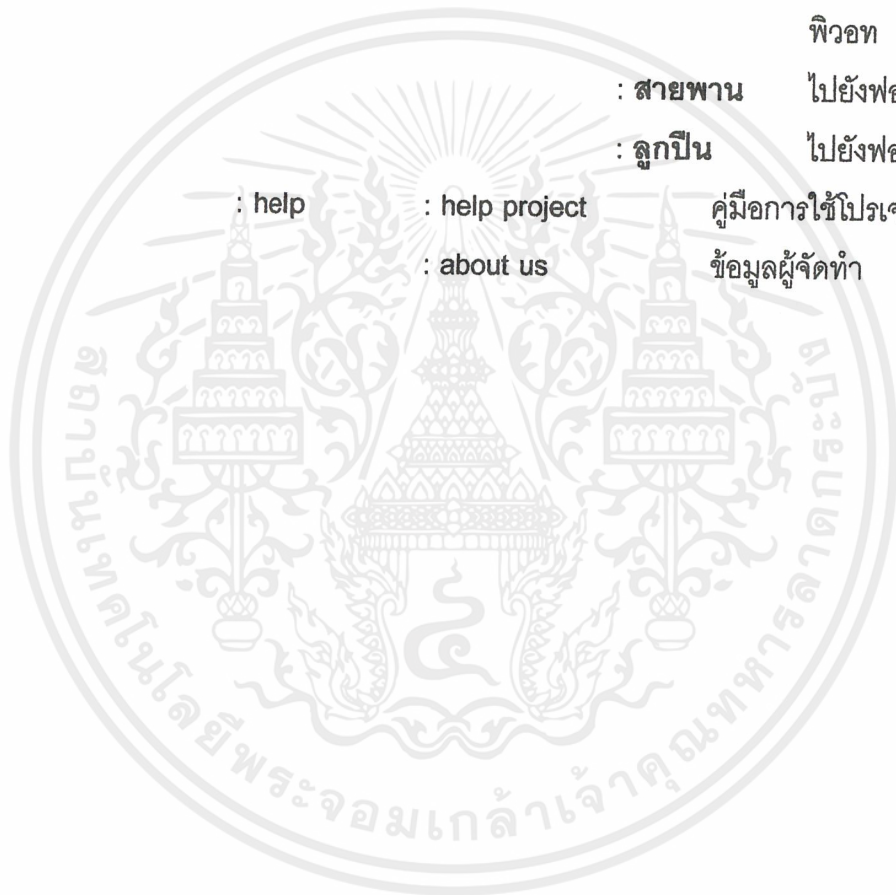 พิวอท
: สายพาน ไปยังฟอ
: ลูกปืน ไปยังฟอ
: help : help project คู่มือการใช้โปรเจ
: about us ข้อมูลผู้จัดทำ
สถาบันเทคโนโลยีพระจอมเกล้าเจ้าคุณทหารลาดกระบัง